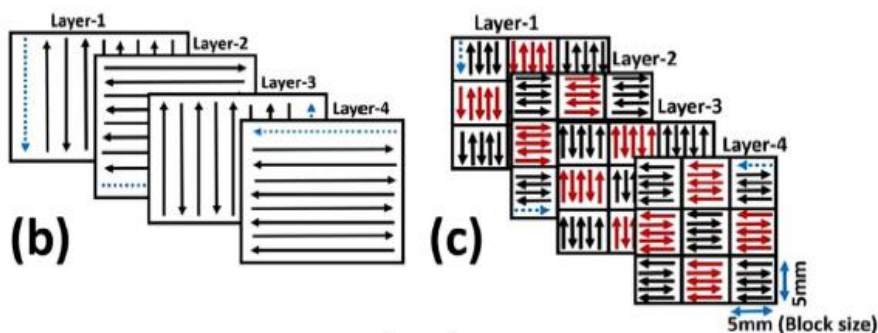 Layer-1
Layer-2
Layer-3
Layer-4
(b)
Layer-1
Layer-2
Layer-3
Layer-4
(c)
5mm
5mm (Block size)